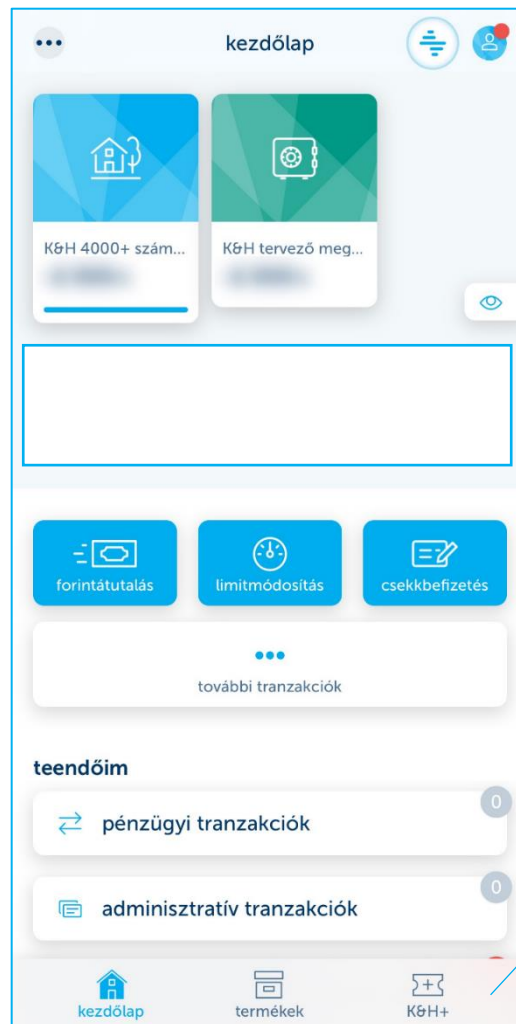 kezdőlap
K&H 4000+ szám...
K&H tervező meg...
forintátutalás
limitmódosítás
csekkbefizetés
további tranzakciók
teendőim
pénzügyi tranzakciók
0
adminisztratív tranzakciók
0
kezdőlap
termékek
K&H+